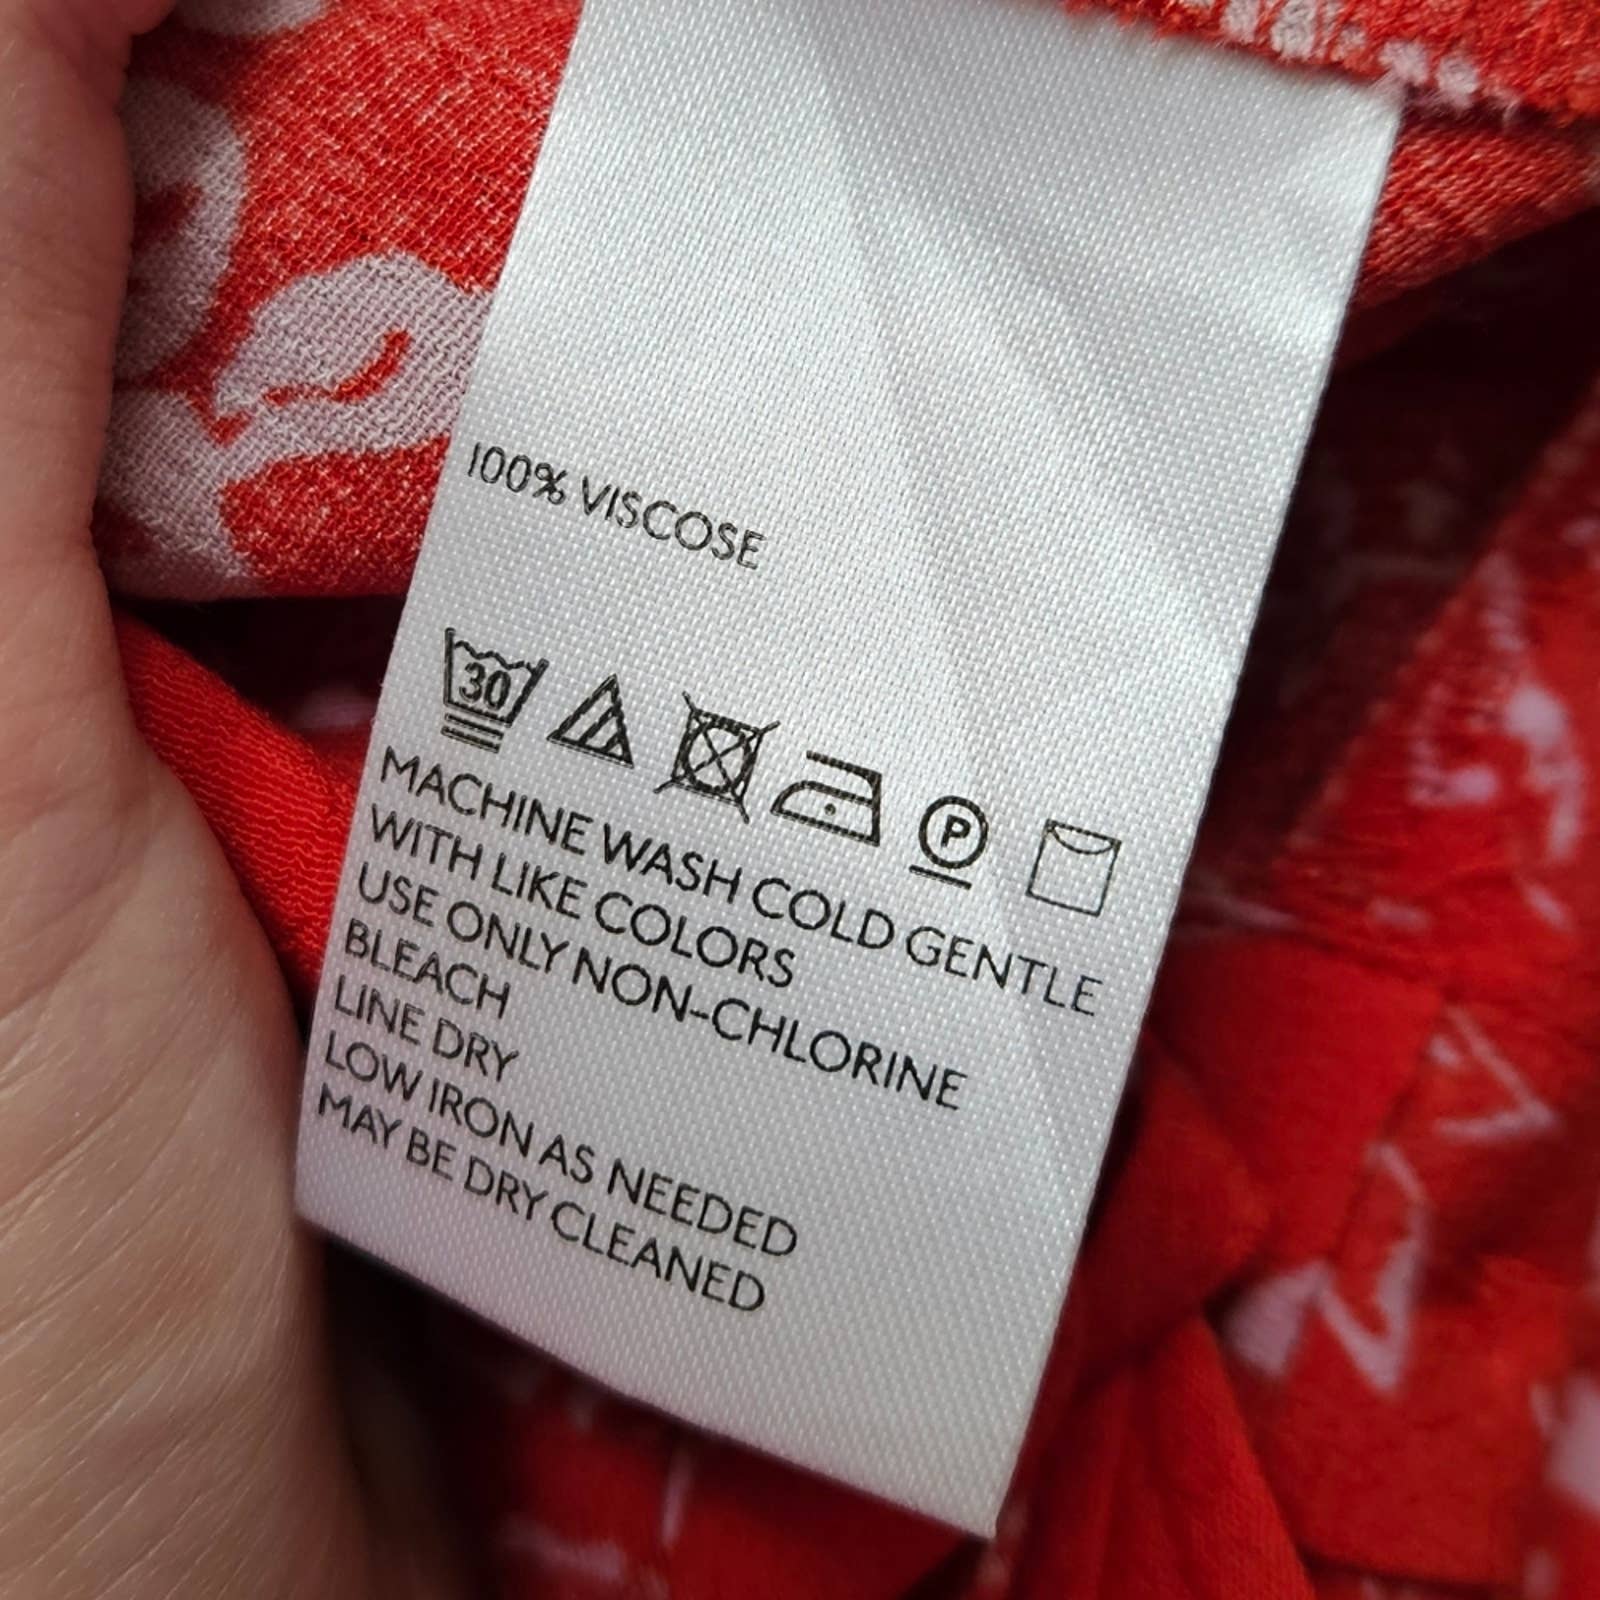 100% VISCOSE
30
P
MACHINE WASH COLD GENTLE
WITH LIKE COLORS
USE ONLY NON-CHLORINE
BLEACH
LINE DRY
LOW IRON AS NEEDED
MAY BE DRY CLEANED